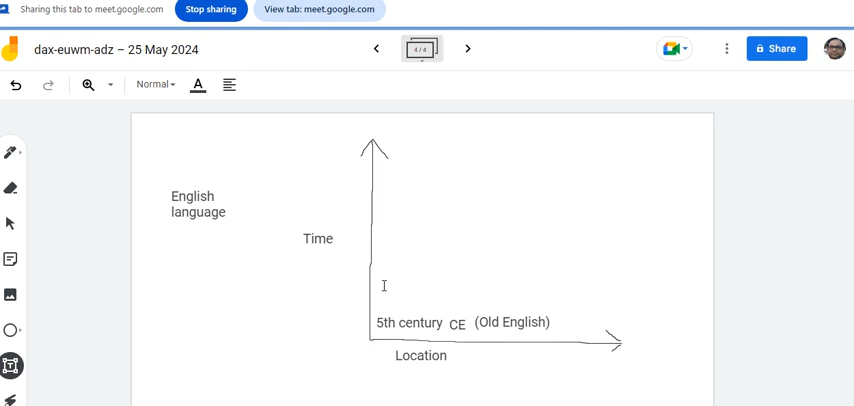 Sharing this tab to meet.google.com Stop sharing View tab: meet.google.com
dax-euwm-adz – 25 May 2024
4 / 4
Share
Normal
A
English
language
Time
5th century CE (Old English)
Location